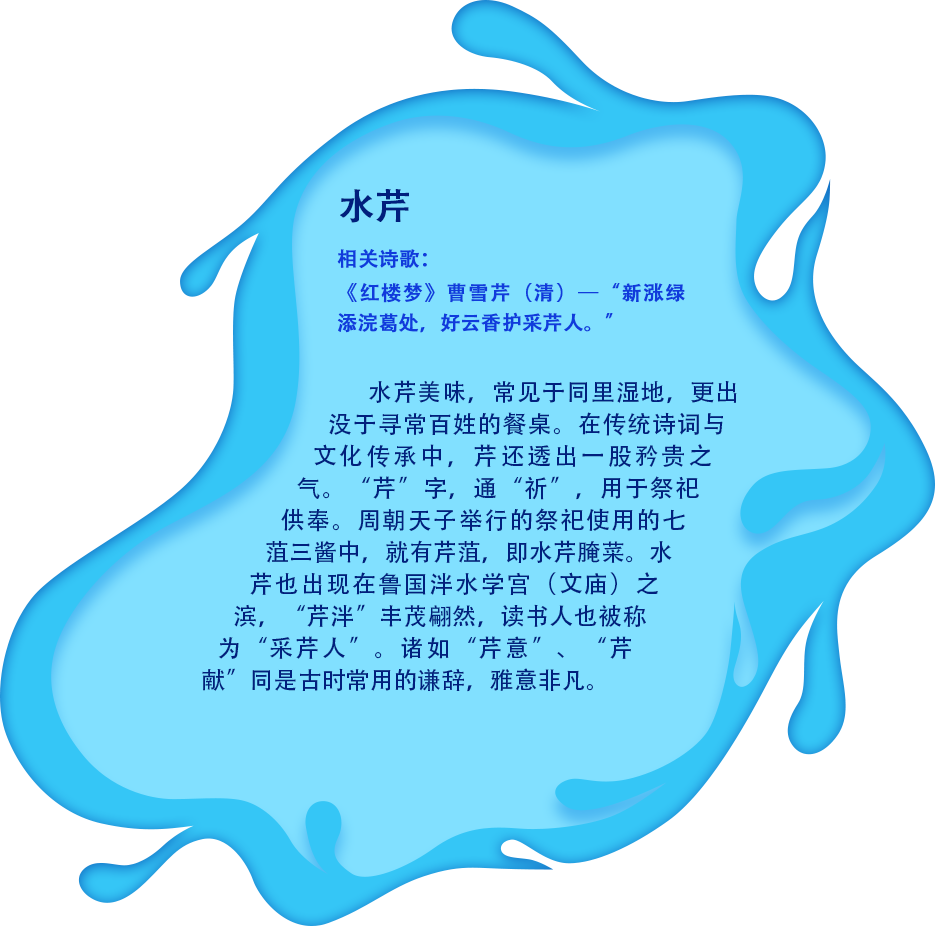 水芹
相关诗歌：
《红楼梦》曹雪芹（清）—“新涨绿
添浣葛处，好云香护采芹人。”
水芹美味，常见于同里湿地，更出
没于寻常百姓的餐桌。在传统诗词与
文化传承中，芹还透出一股矜贵之
气。“芹”字，通“祈”，用于祭祀
供奉。周朝天子举行的祭祀使用的七
菹三酱中，就有芹菹，即水芹腌菜。水
芹也出现在鲁国泮水学宫（文庙）之
滨，“芹泮”丰茂翩然，读书人也被称
为“采芹人”。诸如“芹意”、“芹
献”同是古时常用的谦辞，雅意非凡。